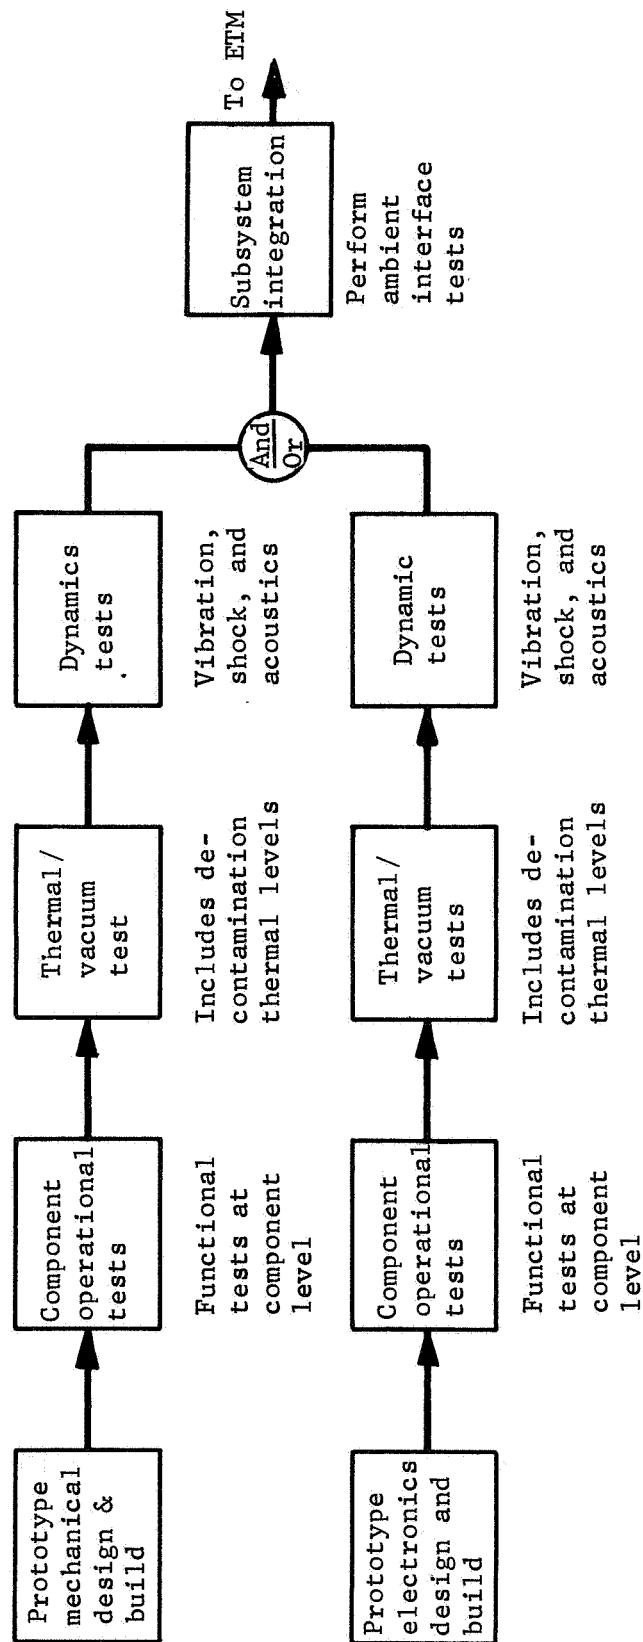 Prototype
mechanical
design &
build
Component
operational
tests
Functional
tests at
component
level
Thermal/
vacuum
test
Includes de-
contamination
thermal levels
Dynamics
tests
Vibration,
shock, and
acoustics
Prototype
electronics
design and
build
Component
operational
tests
Functional
tests at
component
level
Thermal/
vacuum
tests
Includes de-
contamination
thermal levels
Dynamic
tests
Vibration,
shock, and
acoustics
And
Or
Subsystem
integration
Perform
ambient
interface
tests
To ETM